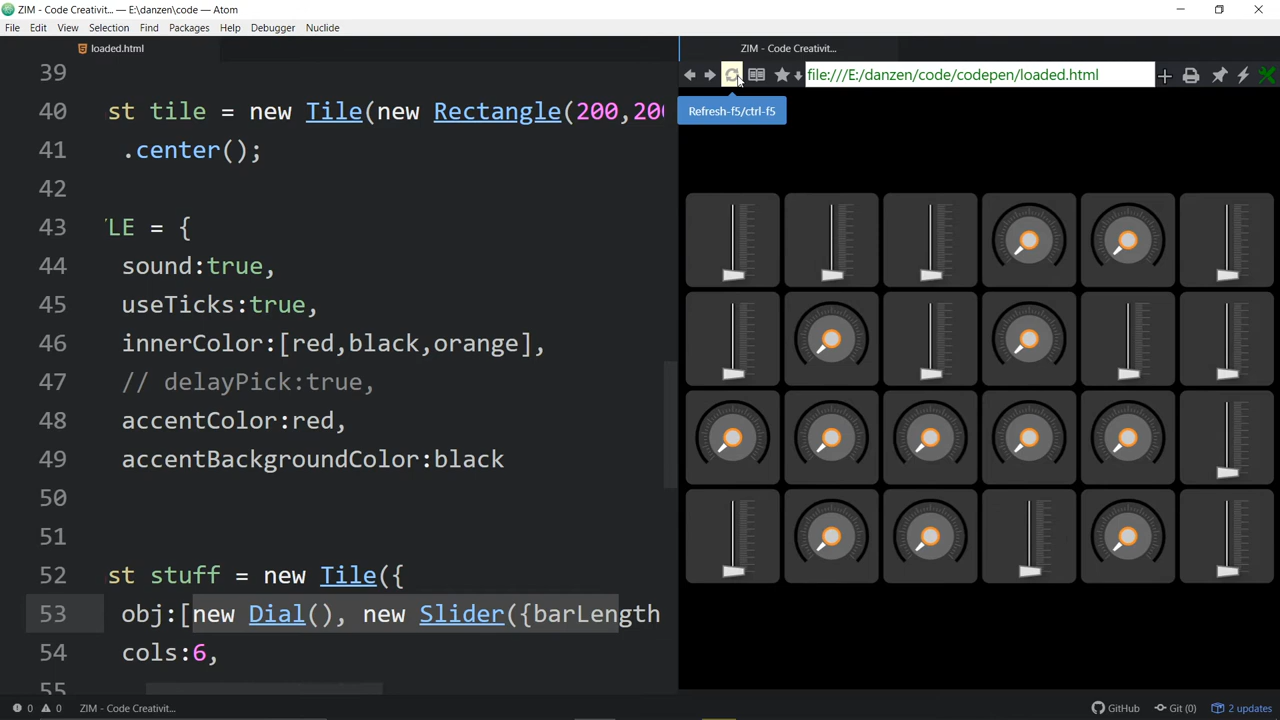 ZIM - Code Creativit... — E:\danzen\code — Atom
File Edit View Selection Find Packages Help Debugger Nuclide
loaded.html
ZIM - Code Creativit...
file:///E:/danzen/code/codepen/loaded.html
Refresh-f5/ctrl-f5
39
40 st tile = new Tile(new Rectangle(200,200
41 .center();
42
43 LE = {
44 sound:true,
45 useTicks:true,
46 innerColor:[red,black,orange],
47 // delayPick:true,
48 accentColor:red,
49 accentBackgroundColor:black
50
51
52 st stuff = new Tile({
53 obj:[new Dial(), new Slider({barLength
54 cols:6,
55
0 0 ZIM - Code Creativit... GitHub Git (0) 2 updates